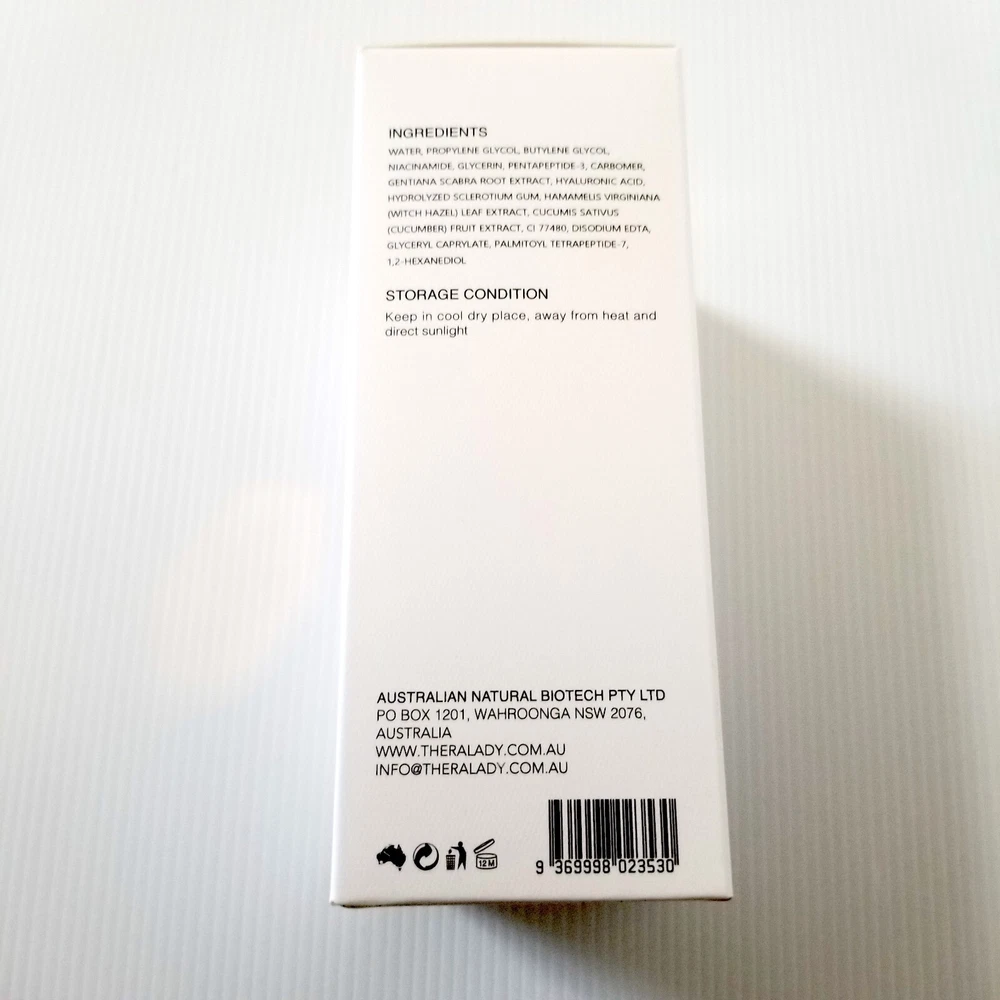 INGREDIENTS
WATER, PROPYLENE GLYCOL, BUTYLENE GLYCOL,
NIACINAMIDE, GLYCERIN, PENTAPEPTIDE-3, CARBOMER,
GENTIANA SCABRA ROOT EXTRACT, HYALURONIC ACID,
HYDROLYZED SCLEROTIUM GUM, HAMAMELIS VIRGINIANA
(WITCH HAZEL) LEAF EXTRACT, CUCUMIS SATIVUS
(CUCUMBER) FRUIT EXTRACT, CI 77480, DISODIUM EDTA,
GLYCERYL CAPRYLATE, PALMITOYL TETRAPEPTIDE-7,
1,2-HEXANEDIOL
STORAGE CONDITION
Keep in cool dry place, away from heat and
direct sunlight
AUSTRALIAN NATURAL BIOTECH PTY LTD
PO BOX 1201, WAHROONGA NSW 2076,
AUSTRALIA
WWW.THERALADY.COM.AU
INFO@THERALADY.COM.AU
12 M
9 369998 023530